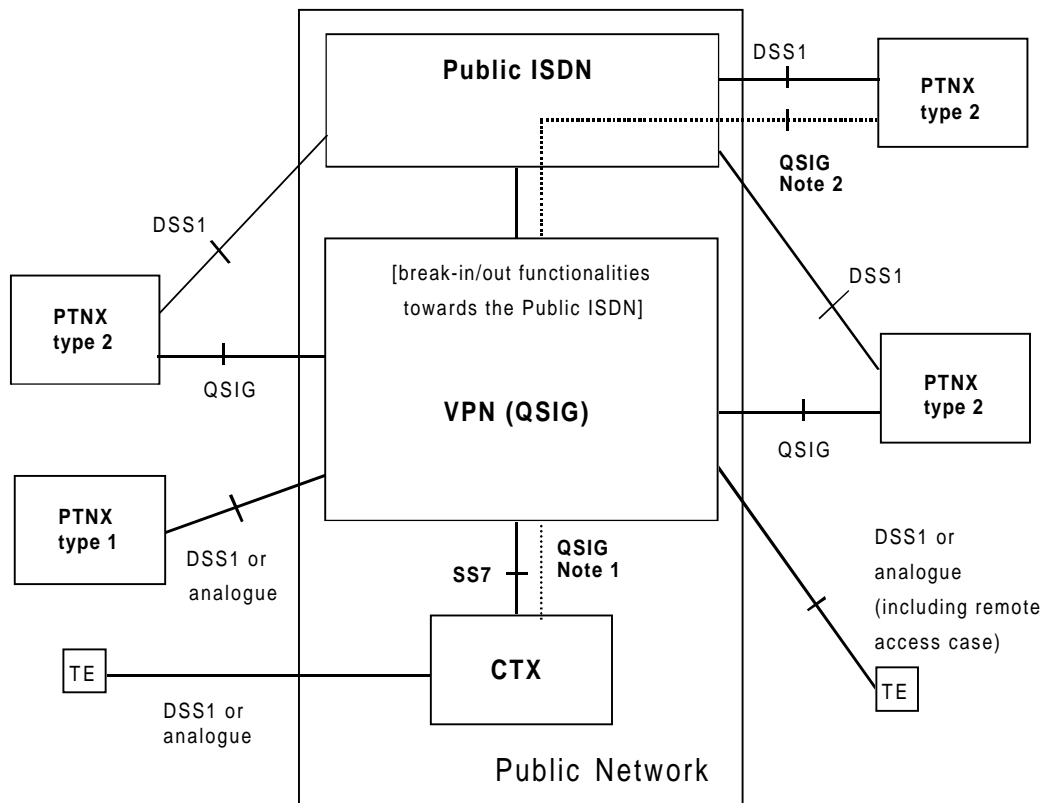 Public ISDN
DSS1
PTNX
type 2
QSIG
Note 2
DSS1
DSS1
[break-in/out functionalities
towards the Public ISDN]
PTNX
type 2
QSIG
VPN (QSIG)
PTNX
type 2
QSIG
PTNX
type 1
DSS1 or
analogue
SS7
QSIG
Note 1
DSS1 or
analogue
(including remote
access case)
TE
CTX
TE
DSS1 or
analogue
Public Network